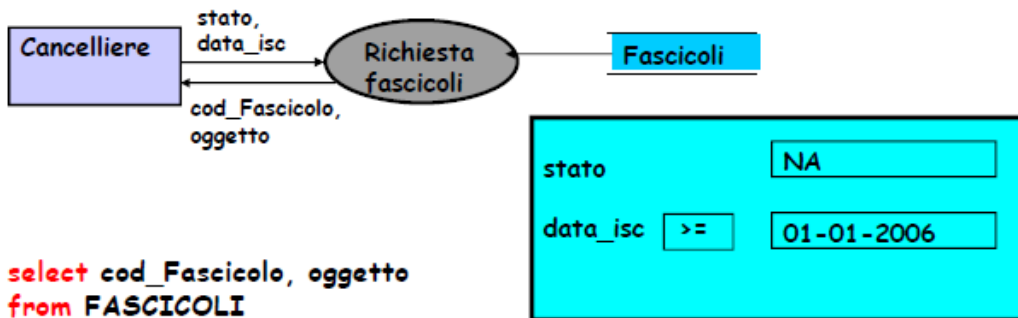 stato,
data_isc
Cancelliere
Richiesta
fascicoli
Fascicoli
cod_Fascicolo,
oggetto
stato
NA
data_isc
>=
01-01-2006
select cod_Fascicolo, oggetto
from FASCICOLI